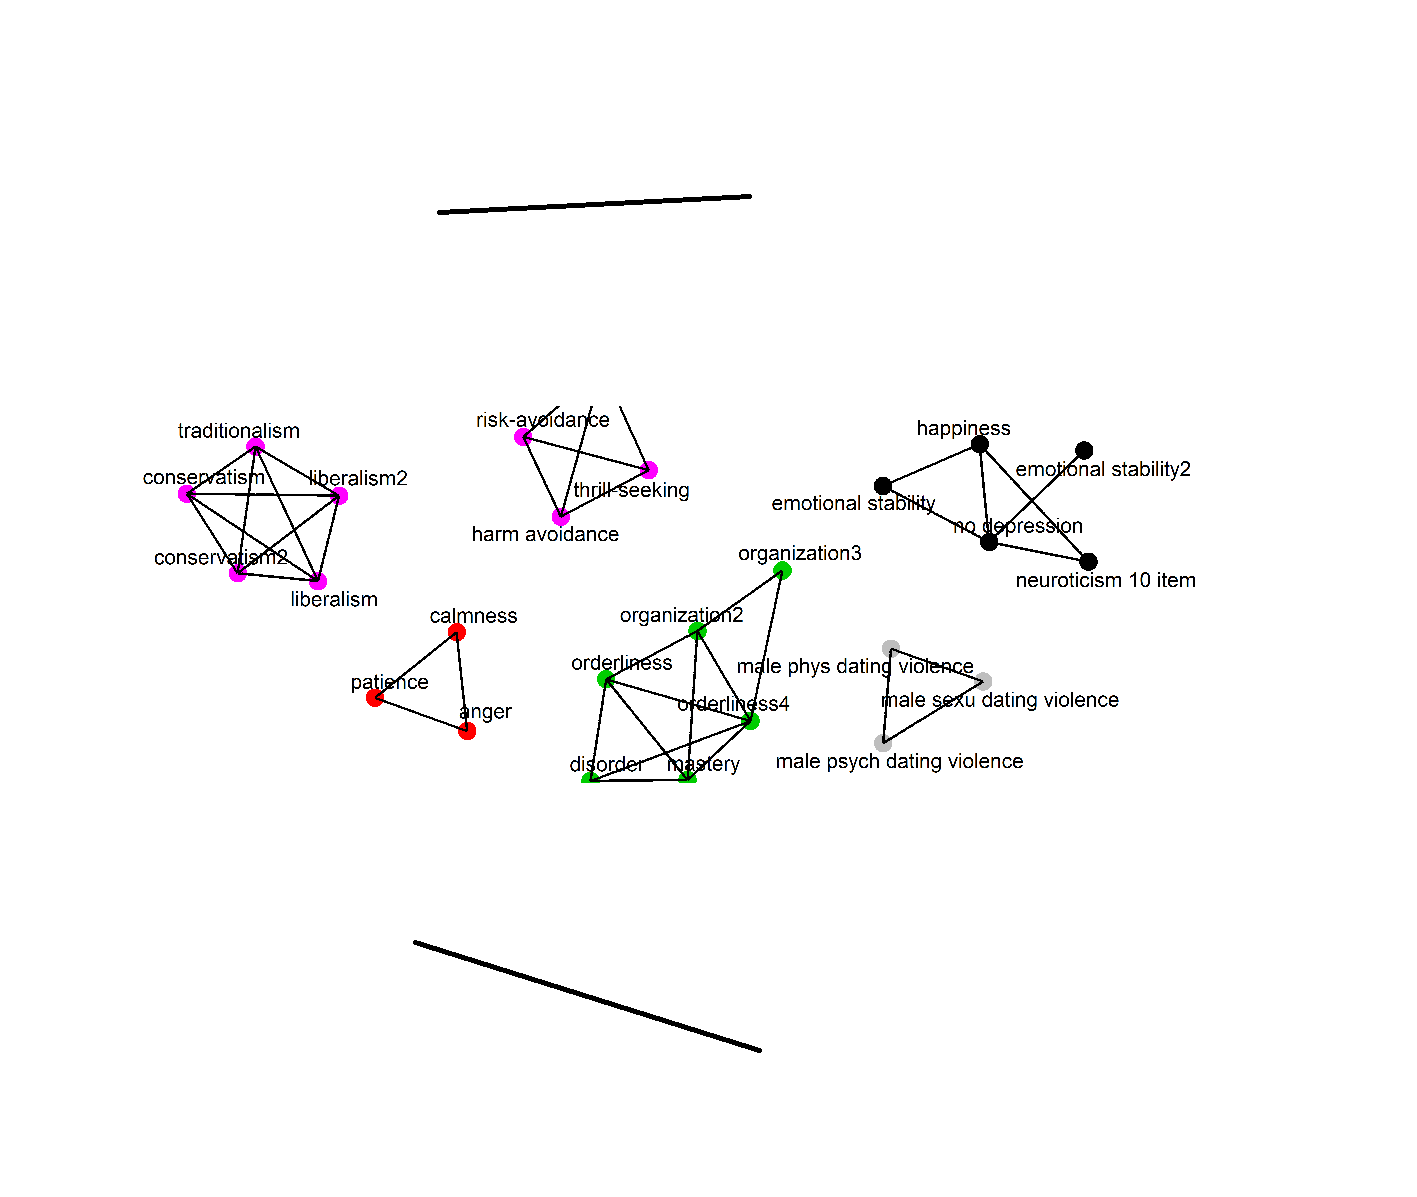 risk-avoidance
happiness
traditionalism
emotional stability2
conservatism
liberalism2
thrill-seeking
emotional stability
no depression
harm avoidance
organization3
conservatism2
neuroticism 10 item
liberalism
calmness
organization2
orderliness
male phys dating violence
patience
male sexu dating violence
orderliness4
anger
male psych dating violence
disorder
mastery